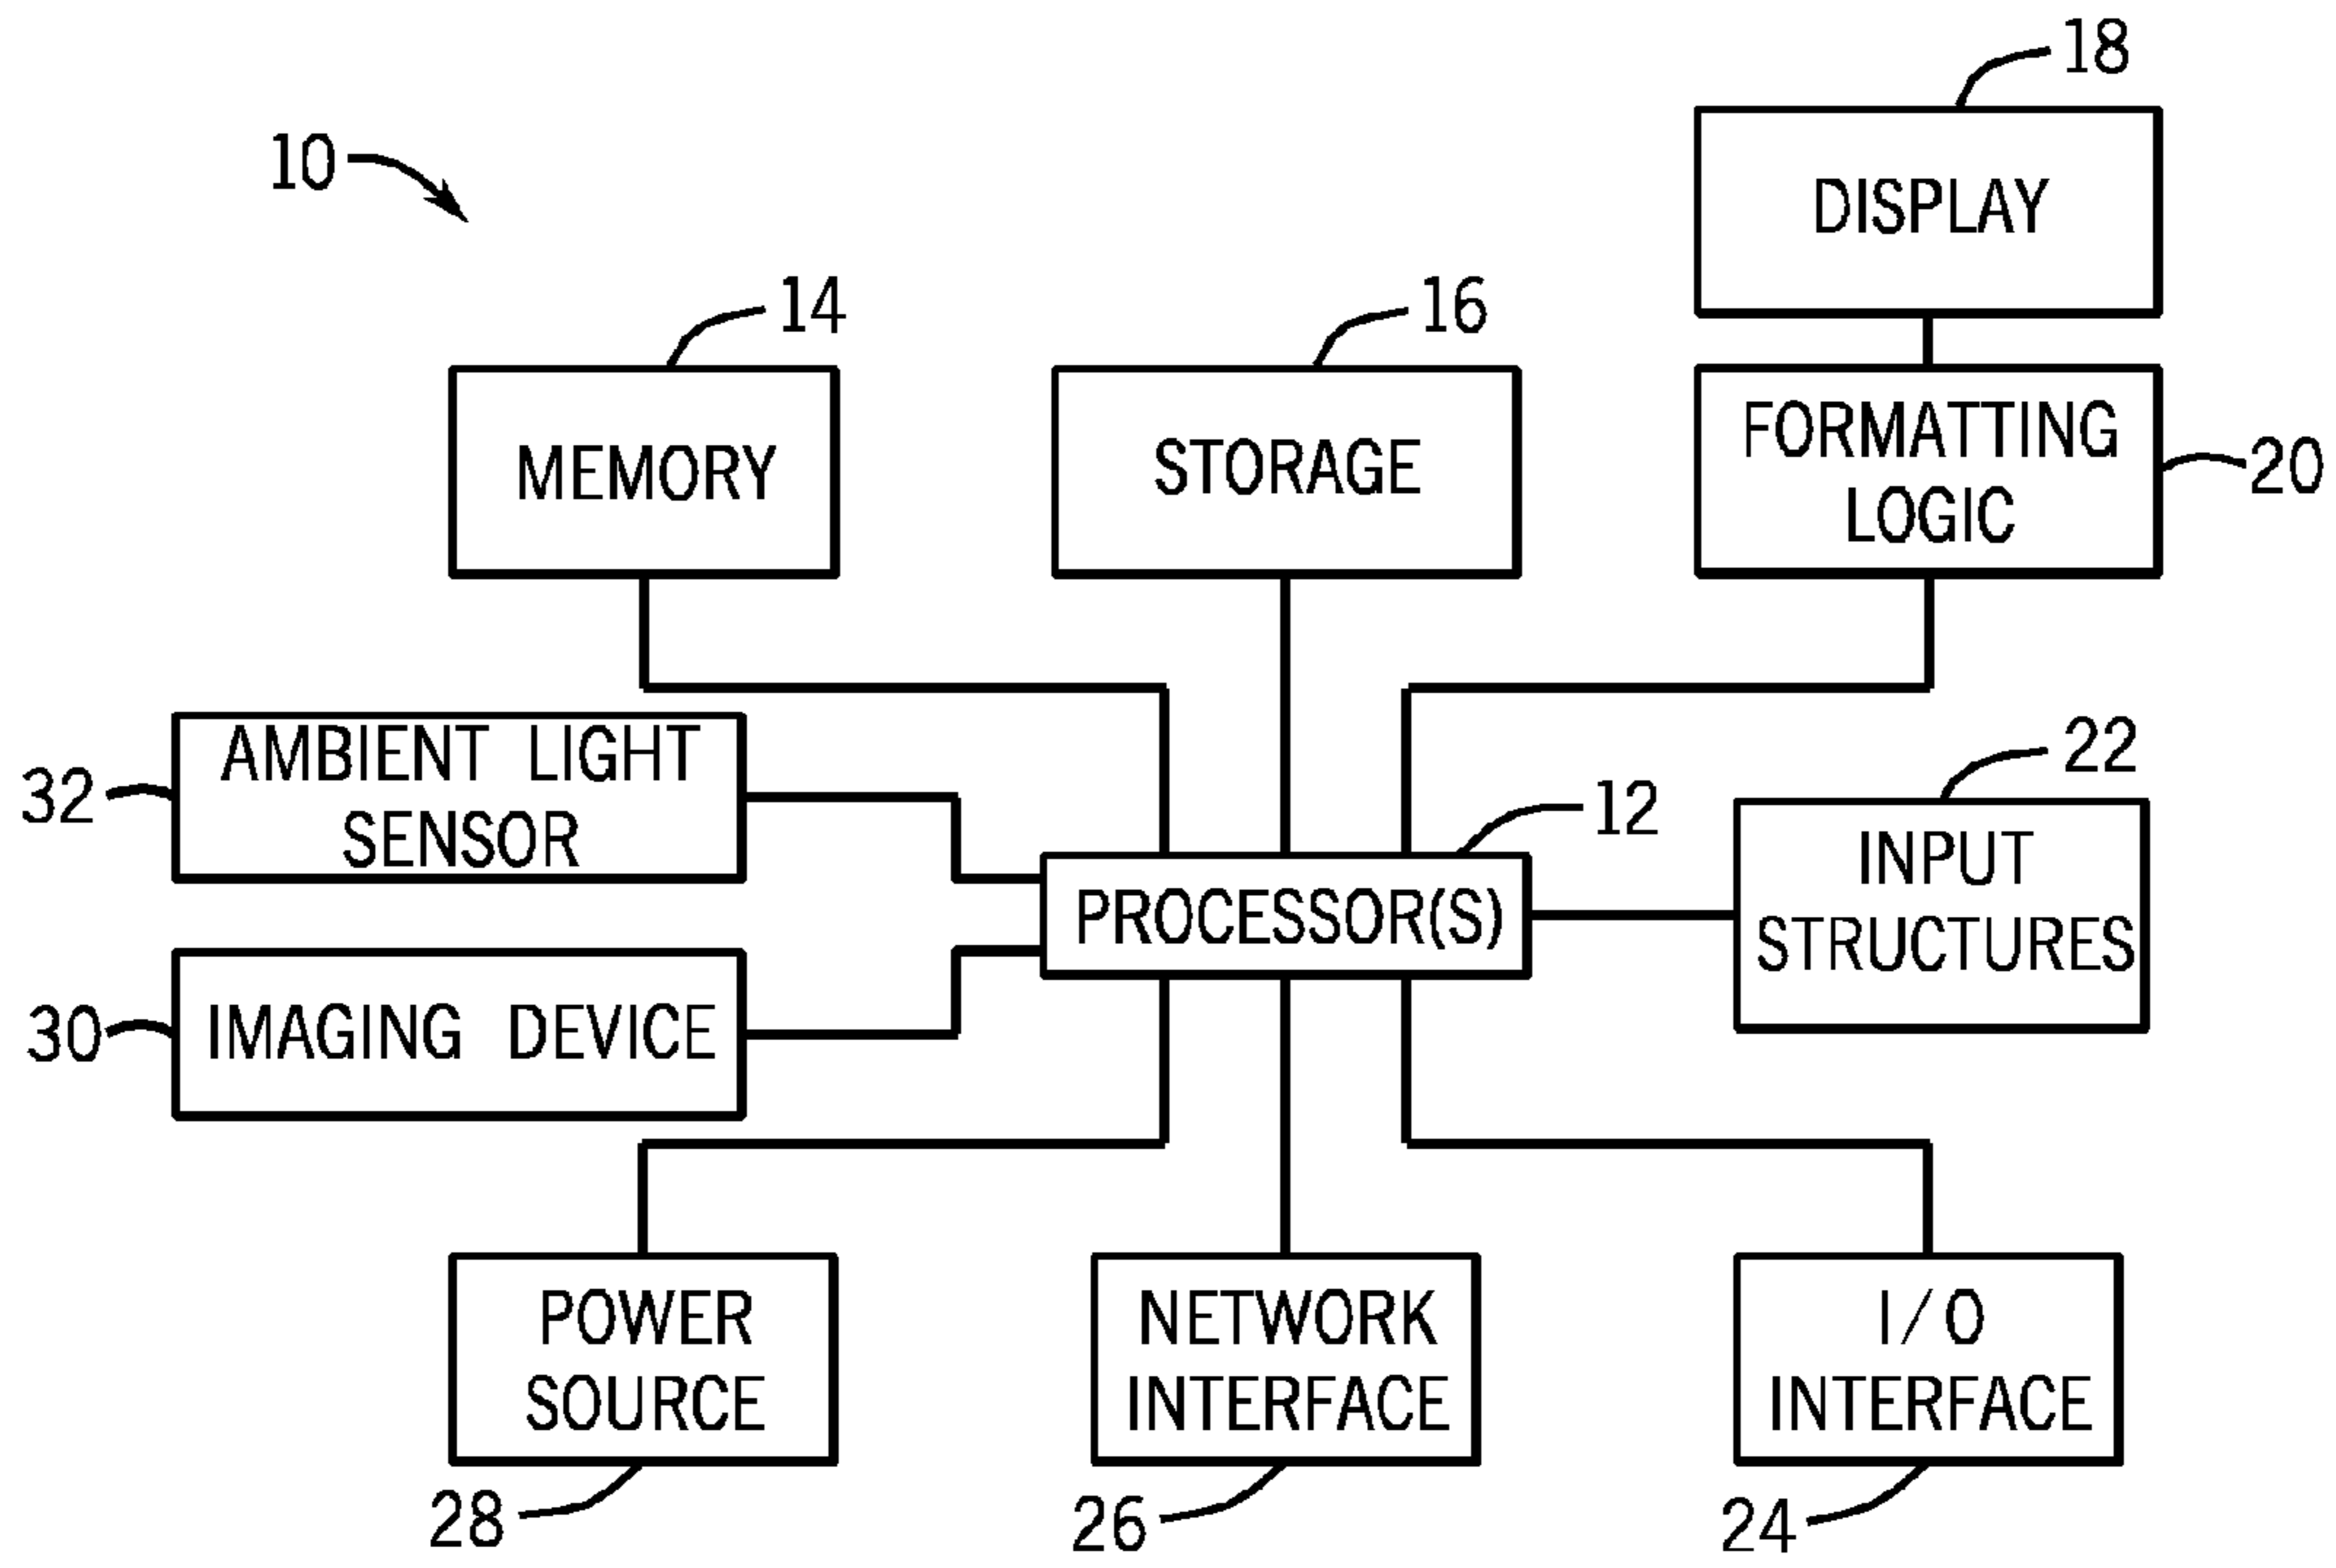 18
10
DISPLAY
14
16
MEMORY
STORAGE
FORMATTING
LOGIC
20
32
AMBIENT LIGHT
SENSOR
12
22
PROCESSOR(S)
INPUT
STRUCTURES
30
IMAGING DEVICE
POWER
SOURCE
NETWORK
INTERFACE
I/O
INTERFACE
28
26
24